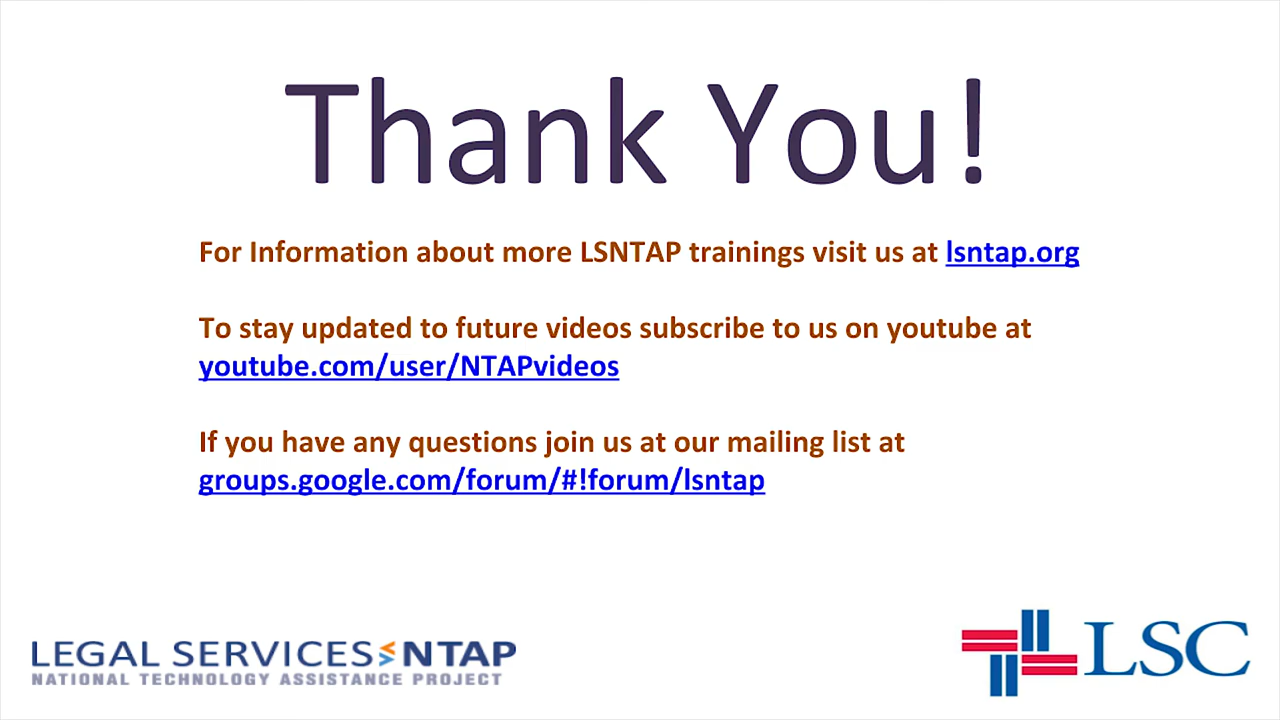 Thank You!
For Information about more LSNTAP trainings visit us at lsntap.org
To stay updated to future videos subscribe to us on youtube at
youtube.com/user/NTAPvideos
If you have any questions join us at our mailing list at
groups.google.com/forum/#!forum/lsntap
LEGAL SERVICES NTAP
NATIONAL TECHNOLOGY ASSISTANCE PROJECT
LSC